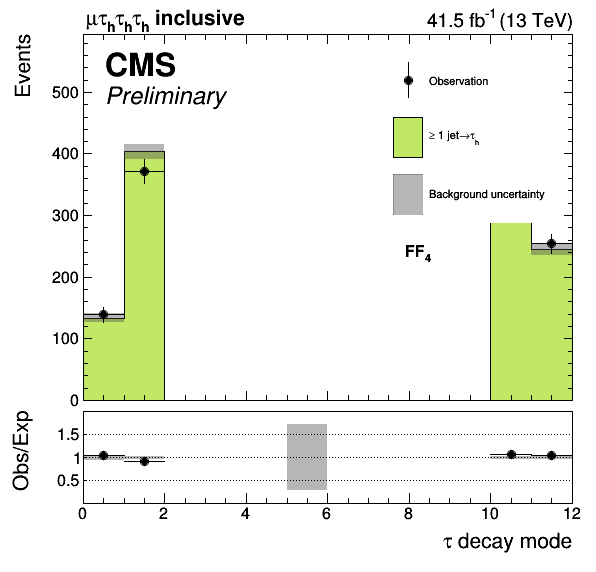 μτₕτₕτₕ inclusive
41.5 fb⁻¹ (13 TeV)
CMS
Preliminary
Observation
≥ 1 jet→τₕ
Background uncertainty
FF₄
Events
500
400
300
200
100
0
Obs/Exp
1.5
1
0.5
0 2 4 6 8 10 12
τ decay mode